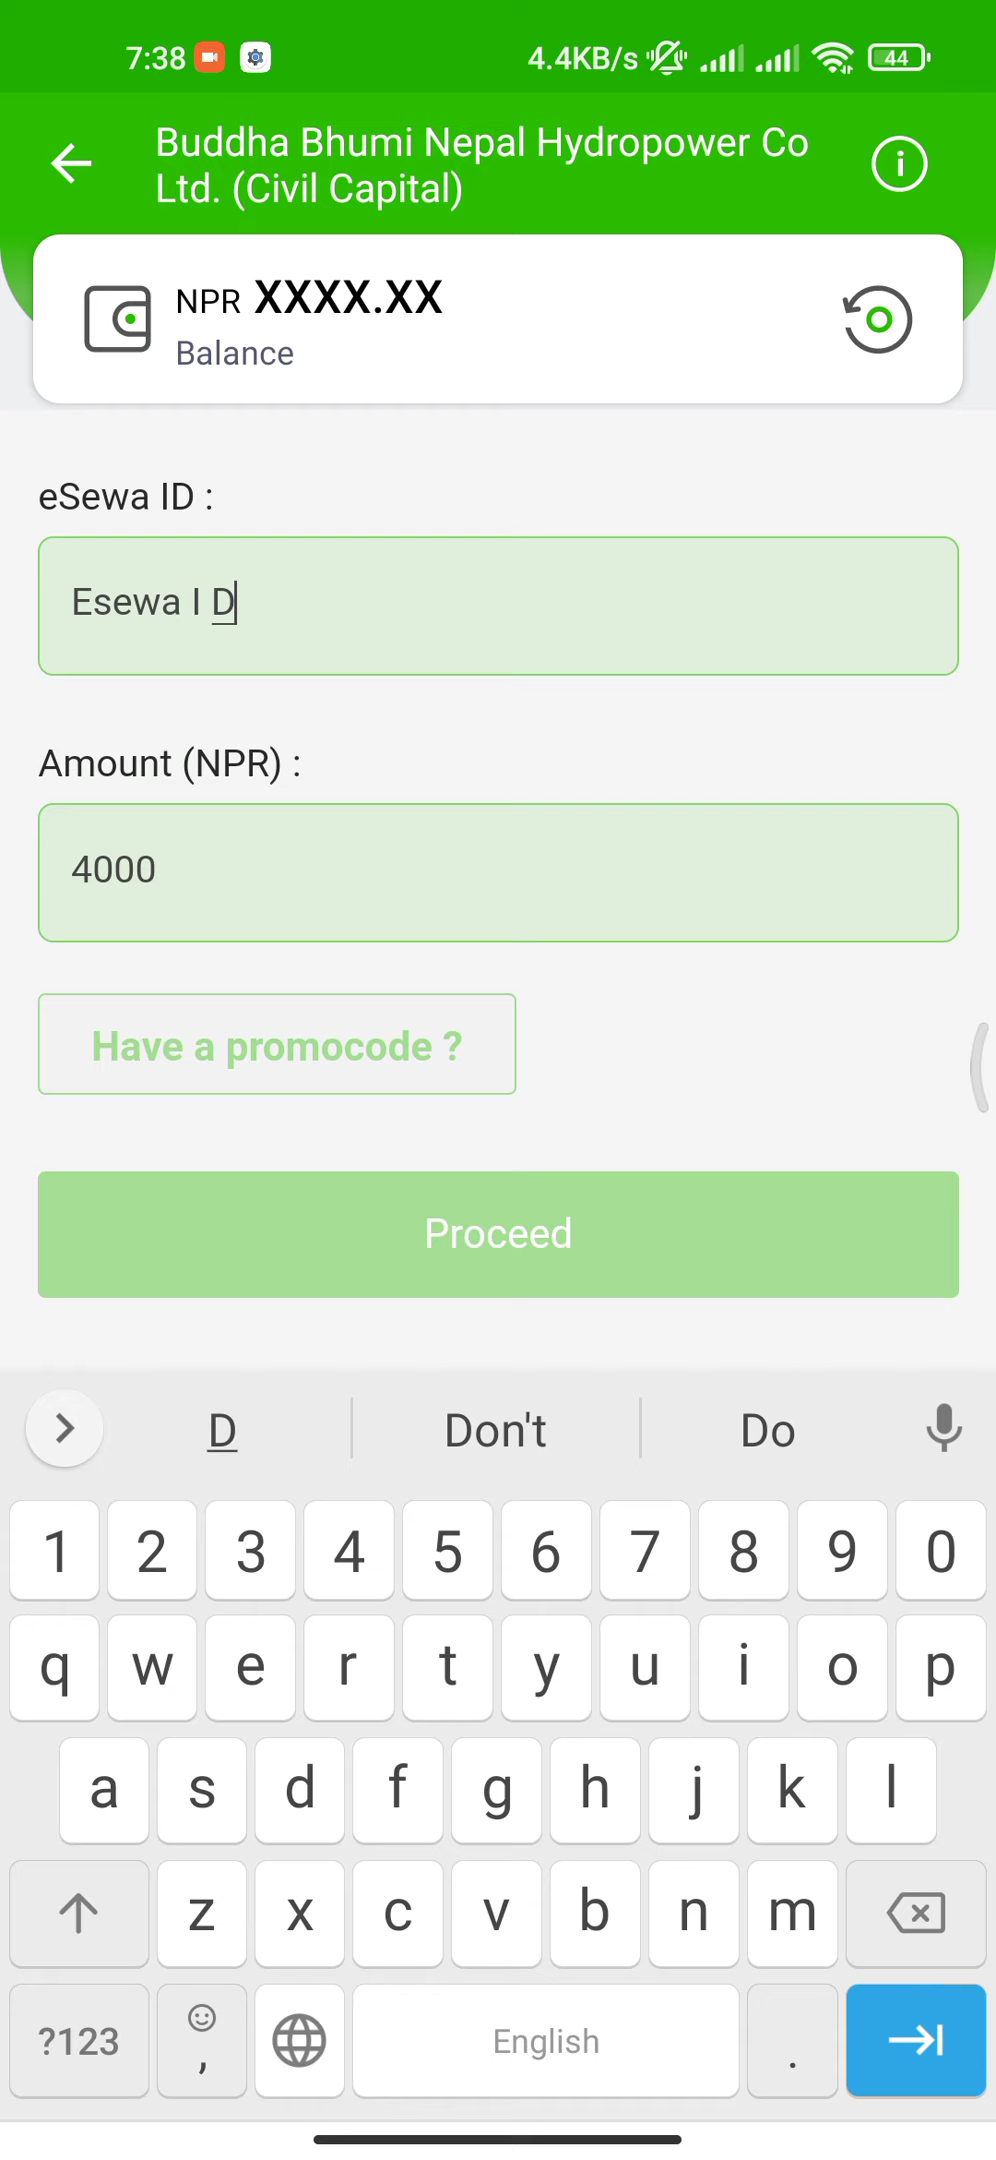 7:38 4.4KB/s 44
Buddha Bhumi Nepal Hydropower Co
Ltd. (Civil Capital)
NPR XXXX.XX
Balance
eSewa ID :
Esewa I D
Amount (NPR) :
4000
Have a promocode ?
Proceed
D Don't Do
1 2 3 4 5 6 7 8 9 0
q w e r t y u i o p
a s d f g h j k l
z x c v b n m
?123 , English .